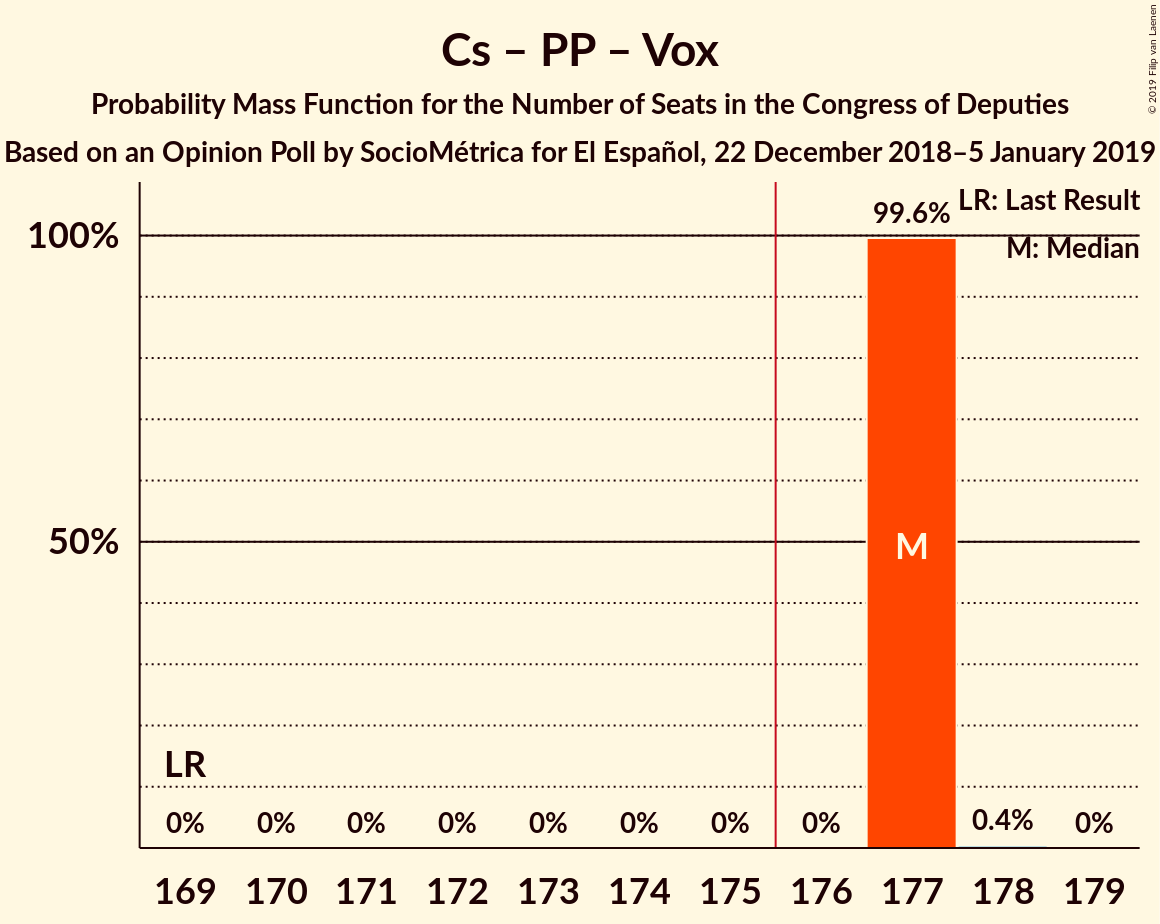 Cs – PP – Vox
Probability Mass Function for the Number of Seats in the Congress of Deputies
Based on an Opinion Poll by SocioMétrica for El Español, 22 December 2018–5 January 2019
© 2019 Filip van Laenen
LR: Last Result
M: Median
100%
50%
99.6%
M
LR
0% 0% 0% 0% 0% 0% 0% 0% 0.4% 0%
169 170 171 172 173 174 175 176 177 178 179